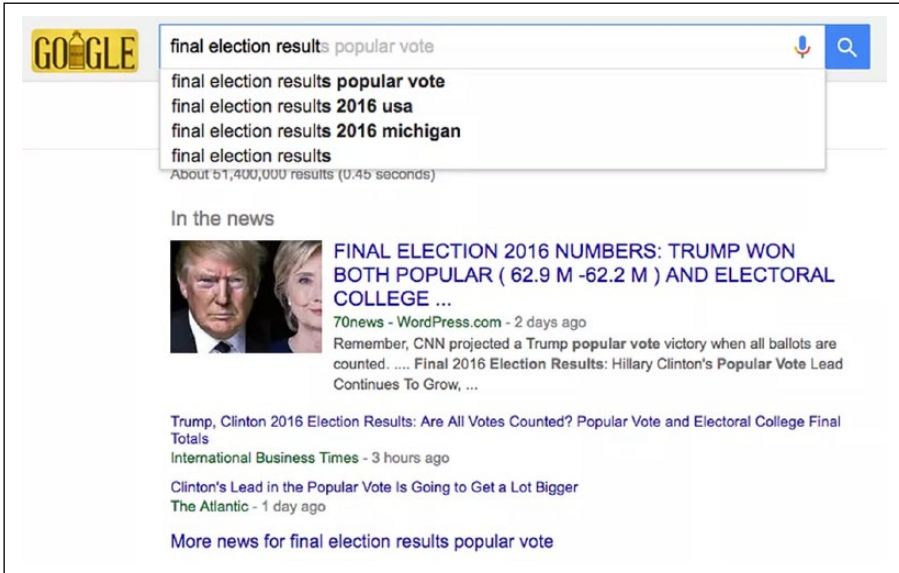 GOOGLE
final election results popular vote
final election results popular vote
final election results 2016 usa
final election results 2016 michigan
final election results
About 51,400,000 results (0.45 seconds)
In the news
FINAL ELECTION 2016 NUMBERS: TRUMP WON
BOTH POPULAR ( 62.9 M -62.2 M ) AND ELECTORAL
COLLEGE ...
70news - WordPress.com - 2 days ago
Remember, CNN projected a Trump popular vote victory when all ballots are
counted. .... Final 2016 Election Results: Hillary Clinton's Popular Vote Lead
Continues To Grow, ...
Trump, Clinton 2016 Election Results: Are All Votes Counted? Popular Vote and Electoral College Final
Totals
International Business Times - 3 hours ago
Clinton's Lead in the Popular Vote Is Going to Get a Lot Bigger
The Atlantic - 1 day ago
More news for final election results popular vote